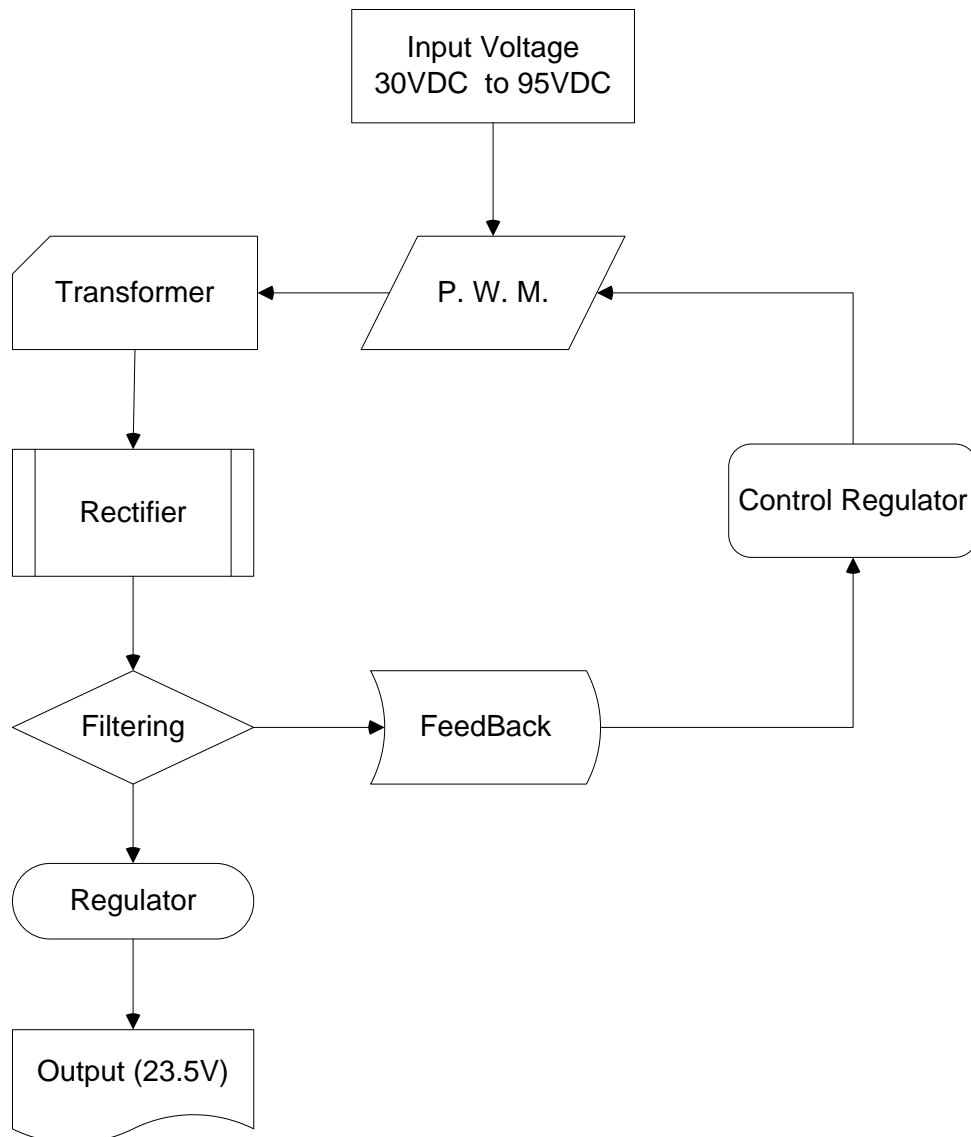 Input Voltage
30VDC  to 95VDC
Transformer
P. W. M.
Rectifier
Control Regulator
Filtering
FeedBack
Regulator
Output (23.5V)